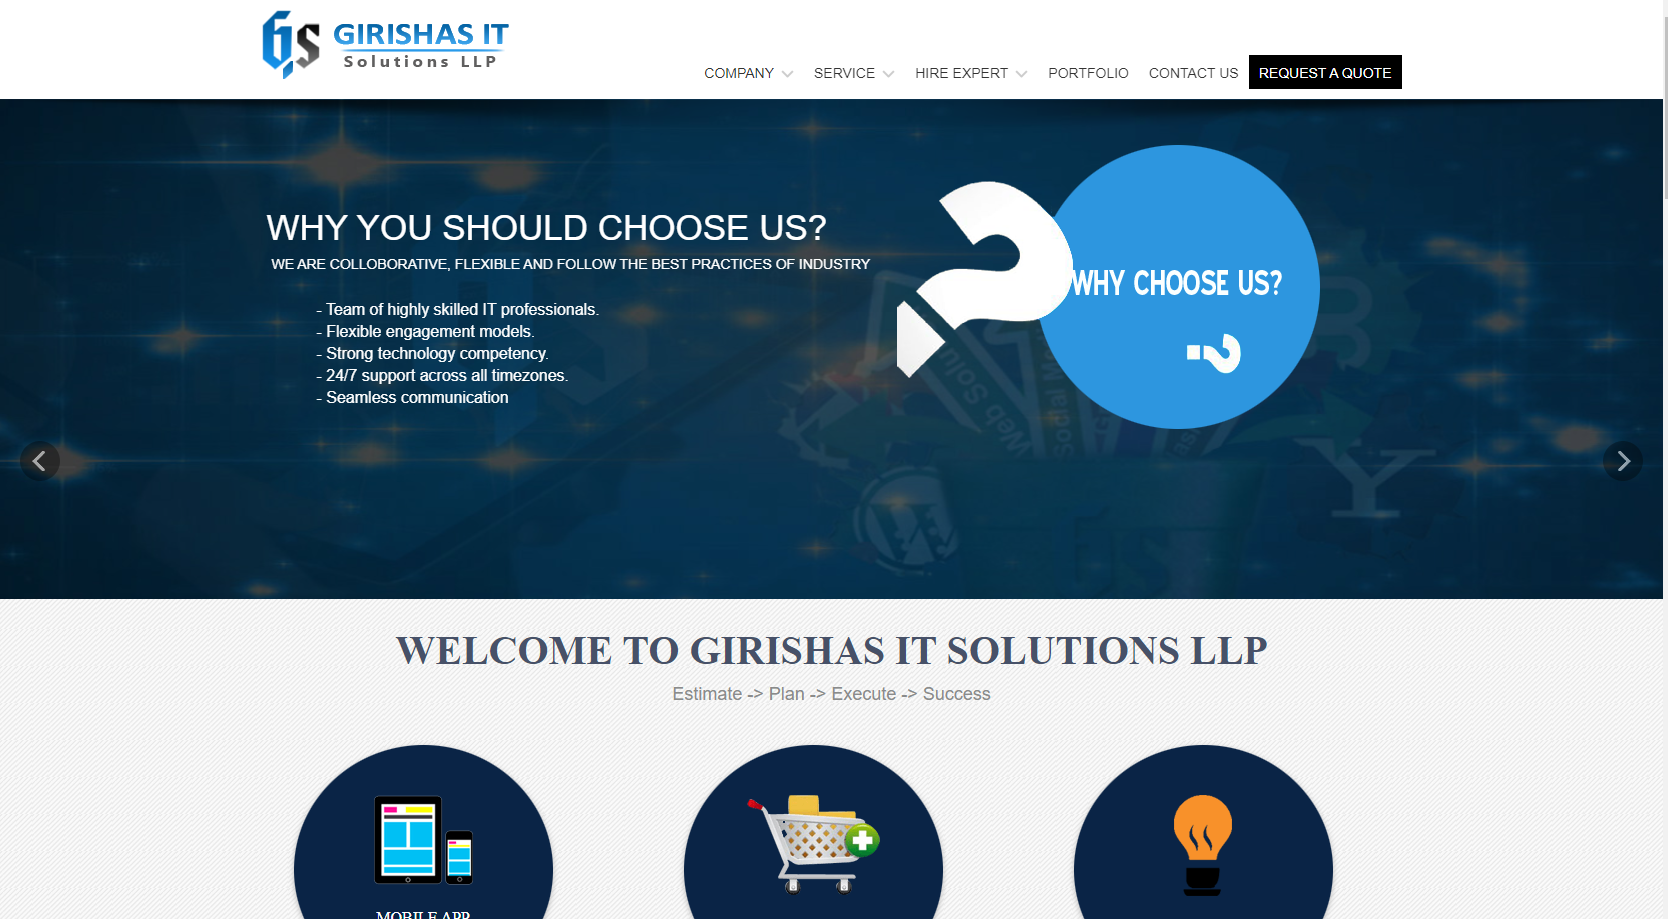 GIRISHAS IT
Solutions LLP
COMPANY SERVICE HIRE EXPERT PORTFOLIO CONTACT US REQUEST A QUOTE
WHY YOU SHOULD CHOOSE US?
WE ARE COLLOBORATIVE, FLEXIBLE AND FOLLOW THE BEST PRACTICES OF INDUSTRY
- Team of highly skilled IT professionals.
- Flexible engagement models.
- Strong technology competency.
- 24/7 support across all timezones.
- Seamless communication
?
WHY CHOOSE US?
?
Web
Social
Y
WELCOME TO GIRISHAS IT SOLUTIONS LLP
Estimate -> Plan -> Execute -> Success
MOBILE APP